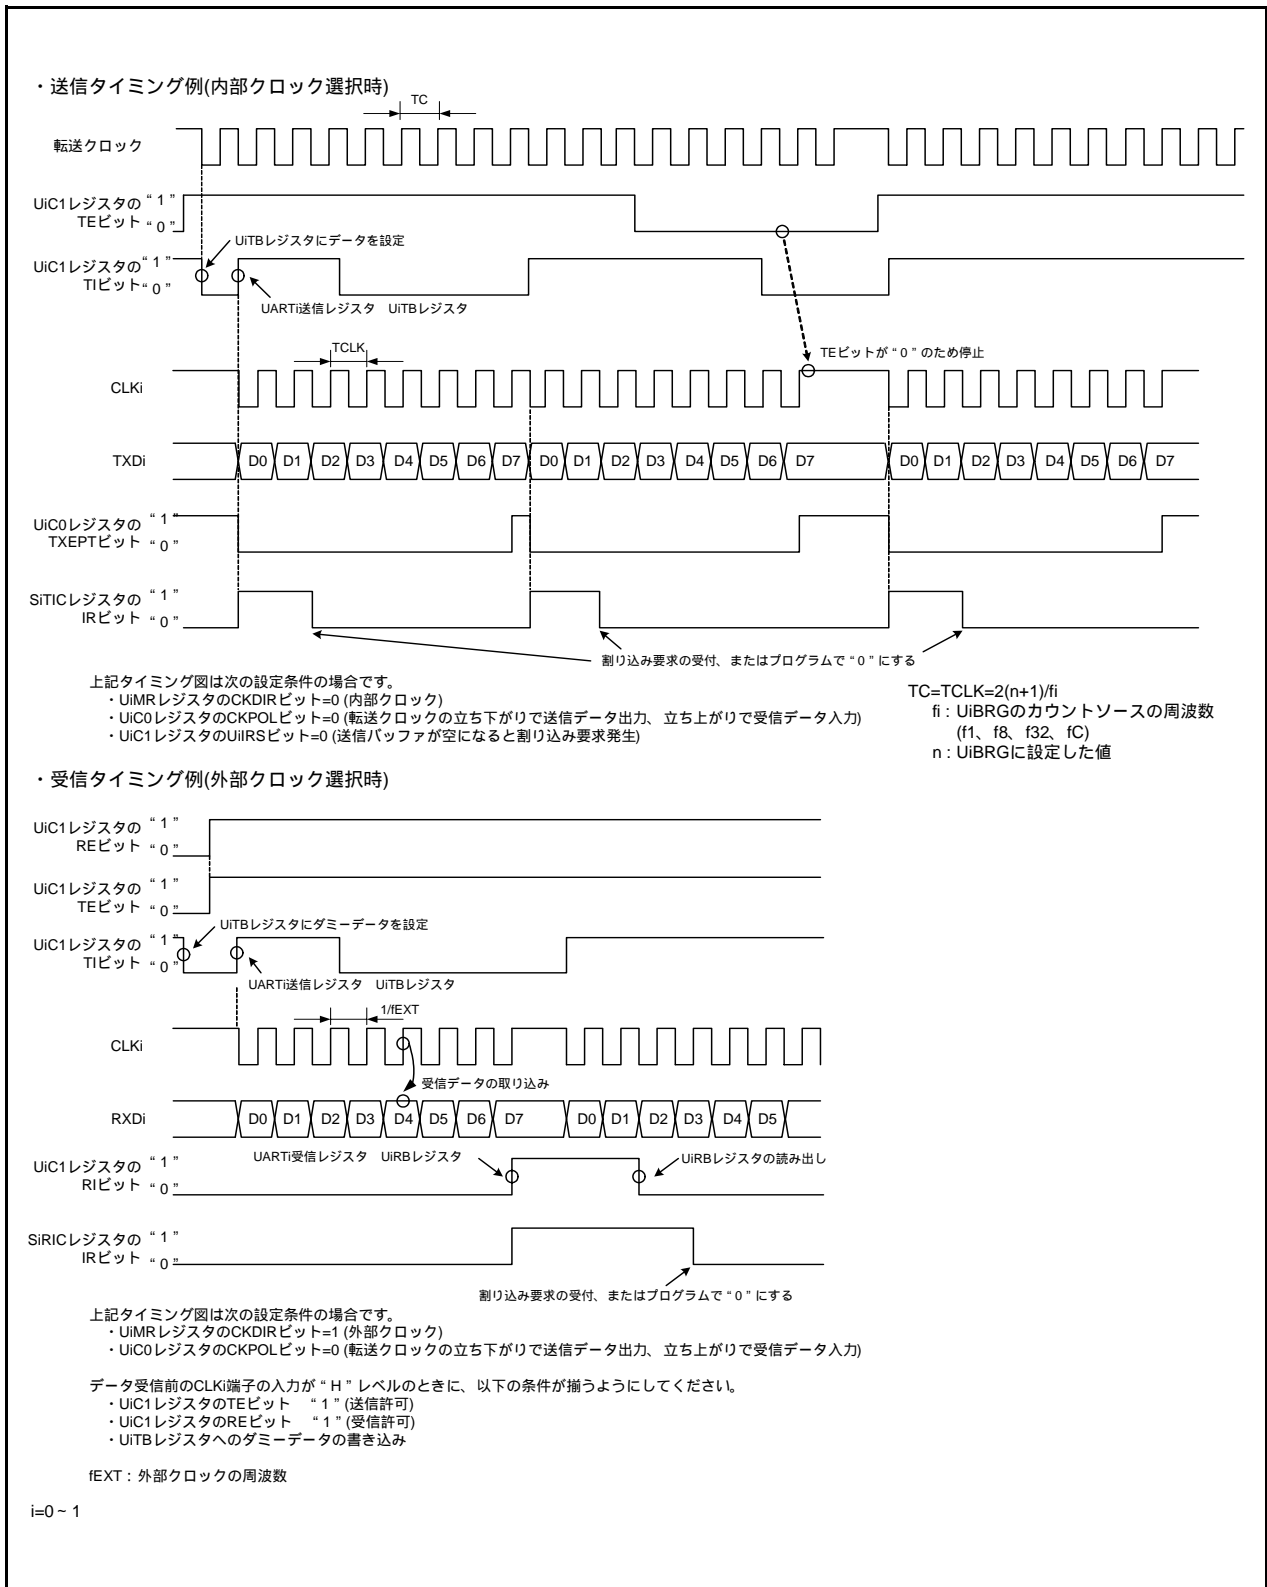 ・送信タイミング例(内部クロック選択時)
TC
転送クロック
UiC1レジスタの “ 1 ”
TEビット “ 0 ”
UiTBレジスタにデータを設定
UiC1レジスタの “ 1 ”
TIビット “ 0 ”
UARTi送信レジスタ　UiTBレジスタ
TCLK
TEビットが “ 0 ” のため停止
CLKi
TXDi
D0 D1 D2 D3 D4 D5 D6 D7 D0 D1 D2 D3 D4 D5 D6 D7 D0 D1 D2 D3 D4 D5 D6 D7
UiC0レジスタの “ 1 ”
TXEPTビット “ 0 ”
SiTICレジスタの “ 1 ”
IRビット “ 0 ”
割り込み要求の受付、またはプログラムで “ 0 ” にする
上記タイミング図は次の設定条件の場合です。
・UiMRレジスタのCKDIRビット=0 (内部クロック)
・UiC0レジスタのCKPOLビット=0 (転送クロックの立ち下がりで送信データ出力、立ち上がりで受信データ入力)
・UiC1レジスタのUiIRSビット=0 (送信バッファが空になると割り込み要求発生)
TC=TCLK=2(n+1)/fi
fi : UiBRGのカウントソースの周波数
(f1、f8、f32、fC)
n : UiBRGに設定した値
・受信タイミング例(外部クロック選択時)
UiC1レジスタの “ 1 ”
REビット “ 0 ”
UiC1レジスタの “ 1 ”
TEビット “ 0 ”
UiTBレジスタにダミーデータを設定
UiC1レジスタの “ 1 ”
TIビット “ 0 ”
UARTi送信レジスタ　UiTBレジスタ
1/fEXT
CLKi
受信データの取り込み
RXDi
D0 D1 D2 D3 D4 D5 D6 D7 D0 D1 D2 D3 D4 D5
UARTi受信レジスタ　UiRBレジスタ
UiRBレジスタの読み出し
UiC1レジスタの “ 1 ”
RIビット “ 0 ”
SiRICレジスタの “ 1 ”
IRビット “ 0 ”
割り込み要求の受付、またはプログラムで “ 0 ” にする
上記タイミング図は次の設定条件の場合です。
・UiMRレジスタのCKDIRビット=1 (外部クロック)
・UiC0レジスタのCKPOLビット=0 (転送クロックの立ち下がりで送信データ出力、立ち上がりで受信データ入力)
データ受信前のCLKi端子の入力が “ H ” レベルのときに、以下の条件が揃うようにしてください。
・UiC1レジスタのTEビット　“ 1 ” (送信許可)
・UiC1レジスタのREビット　“ 1 ” (受信許可)
・UiTBレジスタへのダミーデータの書き込み
fEXT : 外部クロックの周波数
i=0 ~ 1